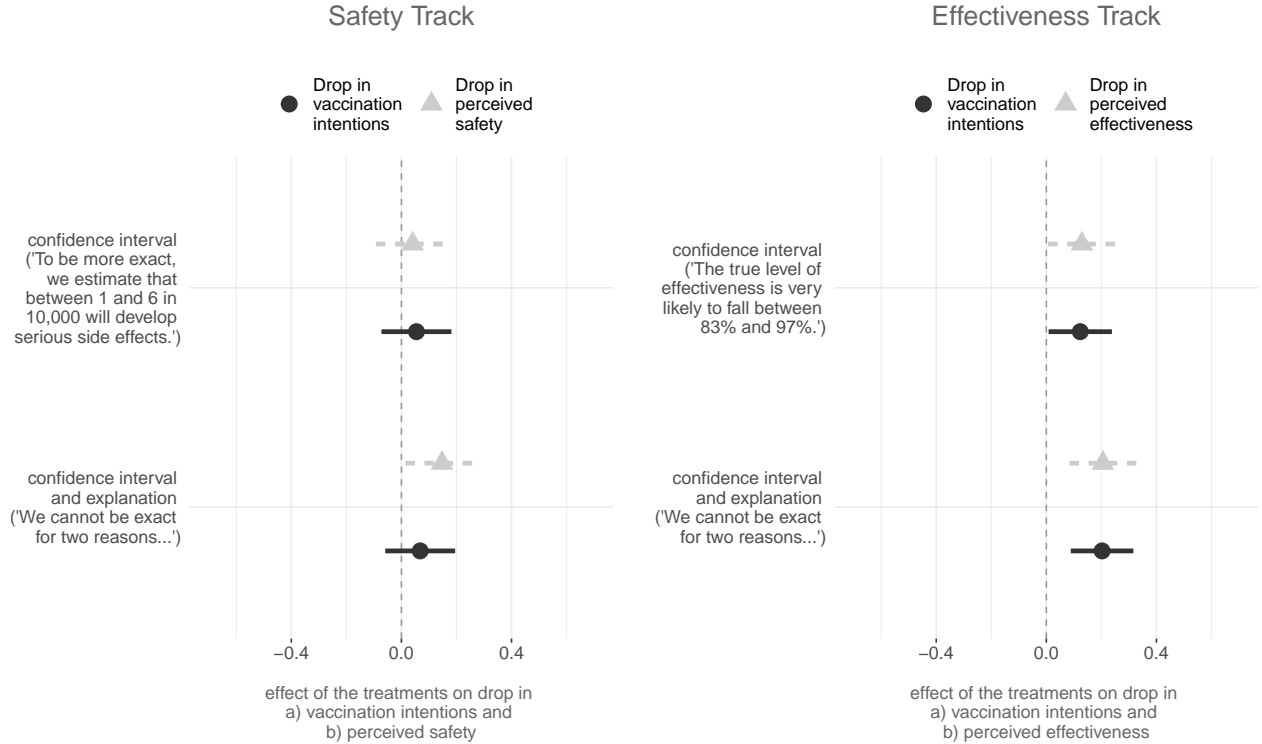 Safety Track
Drop in
vaccination
intentions
Drop in
perceived
safety
confidence interval
('To be more exact,
we estimate that
between 1 and 6 in
10,000 will develop
serious side effects.')
confidence interval
and explanation
('We cannot be exact
for two reasons...')
−0.4
0.0
0.4
effect of the treatments on drop in
a) vaccination intentions and
b) perceived safety
Effectiveness Track
Drop in
vaccination
intentions
Drop in
perceived
effectiveness
confidence interval
('The true level of
effectiveness is very
likely to fall between
83% and 97%.')
confidence interval
and explanation
('We cannot be exact
for two reasons...')
−0.4
0.0
0.4
effect of the treatments on drop in
a) vaccination intentions and
b) perceived effectiveness